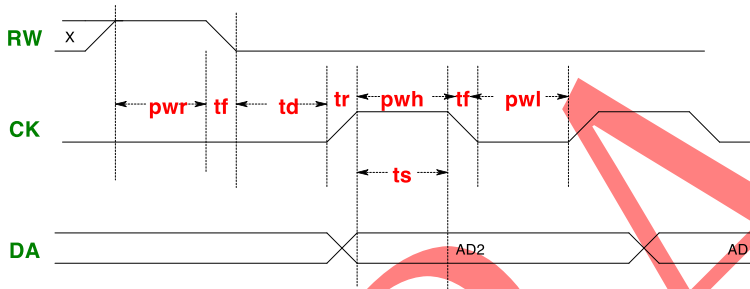 RW X
pwr tf td tr pwh tf pwl
CK
ts
DA AD2 AD